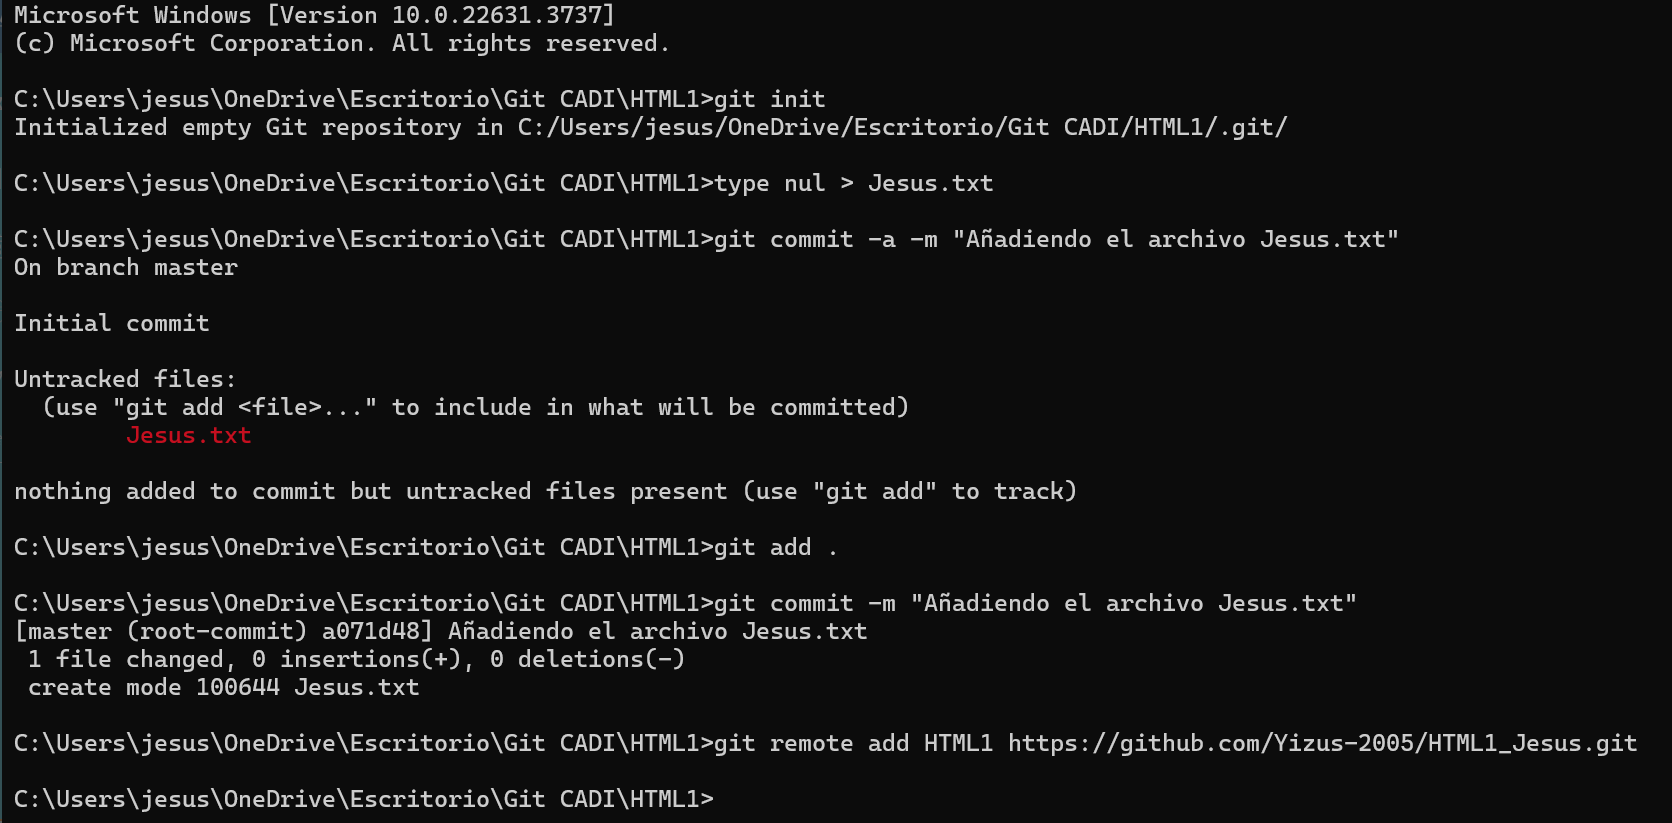 Microsoft Windows [Version 10.0.22631.3737]
(c) Microsoft Corporation. All rights reserved.
C:\Users\jesus\OneDrive\Escritorio\Git CADI\HTML1>git init
Initialized empty Git repository in C:/Users/jesus/OneDrive/Escritorio/Git CADI/HTML1/.git/
C:\Users\jesus\OneDrive\Escritorio\Git CADI\HTML1>type nul > Jesus.txt
C:\Users\jesus\OneDrive\Escritorio\Git CADI\HTML1>git commit -a -m "Añadiendo el archivo Jesus.txt"
On branch master
Initial commit
Untracked files:
  (use "git add <file>..." to include in what will be committed)
        Jesus.txt
nothing added to commit but untracked files present (use "git add" to track)
C:\Users\jesus\OneDrive\Escritorio\Git CADI\HTML1>git add .
C:\Users\jesus\OneDrive\Escritorio\Git CADI\HTML1>git commit -m "Añadiendo el archivo Jesus.txt"
[master (root-commit) a071d48] Añadiendo el archivo Jesus.txt
 1 file changed, 0 insertions(+), 0 deletions(-)
 create mode 100644 Jesus.txt
C:\Users\jesus\OneDrive\Escritorio\Git CADI\HTML1>git remote add HTML1 https://github.com/Yizus-2005/HTML1_Jesus.git
C:\Users\jesus\OneDrive\Escritorio\Git CADI\HTML1>